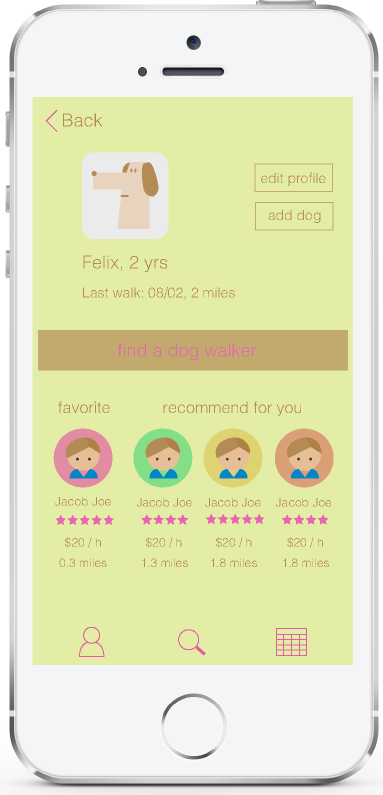 Back
edit profile
add dog
Felix, 2 yrs
Last walk: 08/02, 2 miles
find a dog walker
favorite recommend for you
Jacob Joe Jacob Joe Jacob Joe Jacob Joe
$20 / h $20 / h $20 / h $20 / h
0.3 miles 1.3 miles 1.8 miles 1.8 miles